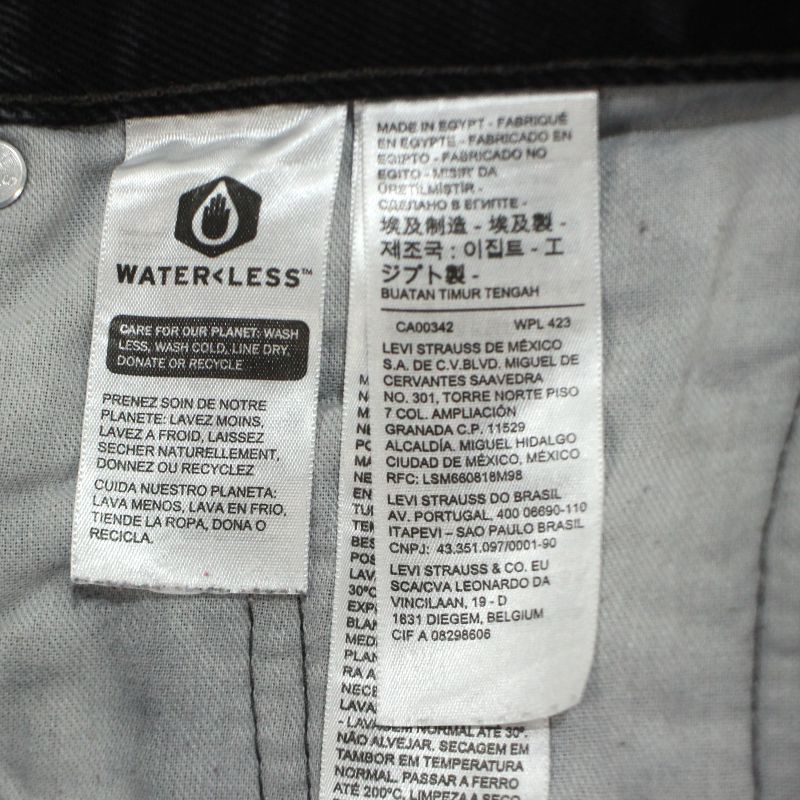 WATER<LESS™
CARE FOR OUR PLANET: WASH
LESS, WASH COLD, LINE DRY,
DONATE OR RECYCLE
PRENEZ SOIN DE NOTRE
PLANETE: LAVEZ MOINS,
LAVEZ A FROID, LAISSEZ
SECHER NATURELLEMENT,
DONNEZ OU RECYCLEZ
CUIDA NUESTRO PLANETA:
LAVA MENOS, LAVA EN FRIO,
TIENDE LA ROPA, DONA O
RECICLA.
MADE IN EGYPT - FABRIQUÉ
EN EGYPTE - FABRICADO EN
EGIPTO - FABRICADO NO
EGITO - MISIR'DA
ÜRETİLMİŞTİR -
СДЕЛАНО В ЕГИПТЕ -
埃及制造 - 埃及製 -
제조국 : 이집트 - エ
ジプト製 -
BUATAN TIMUR TENGAH
CA00342 WPL 423
LEVI STRAUSS DE MÉXICO
S.A. DE C.V.BLVD. MIGUEL DE
CERVANTES SAAVEDRA
NO. 301, TORRE NORTE PISO
7 COL. AMPLIACIÓN
GRANADA C.P. 11529
ALCALDÍA. MIGUEL HIDALGO
CIUDAD DE MÉXICO, MÉXICO
RFC: LSM660818M98
LEVI STRAUSS DO BRASIL
AV. PORTUGAL, 400 06690-110
ITAPEVI – SAO PAULO BRASIL
CNPJ: 43.351.097/0001-90
LEVI STRAUSS & CO. EU
SCA/CVA LEONARDO DA
VINCILAAN, 19 - D
1831 DIEGEM, BELGIUM
CIF A 08298606
30°C
NECE
LAVA
- LAVAGEM NORMAL ATÉ 30°.
NÃO ALVEJAR. SECAGEM EM
TAMBOR EM TEMPERATURA
NORMAL. PASSAR A FERRO
ATÉ 200°C. LIMPEZA A SECO